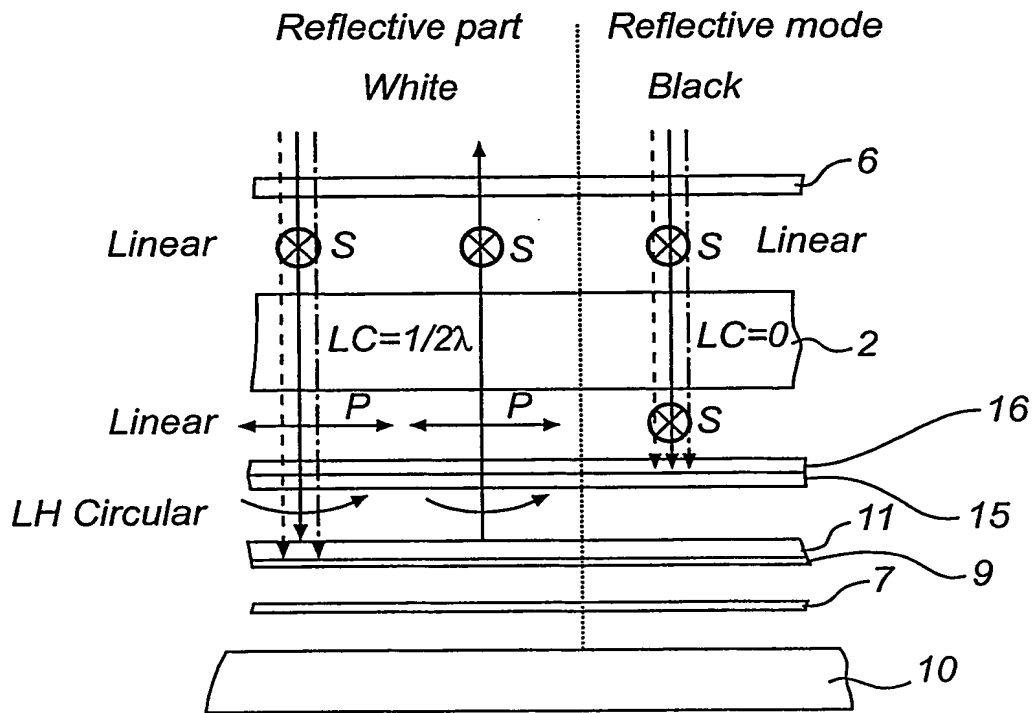 Reflective part
Reflective mode
White
Black
6
Linear
S
S
S
Linear
LC=1/2λ
LC=0
2
Linear
P
P
S
16
LH Circular
15
11
9
7
10